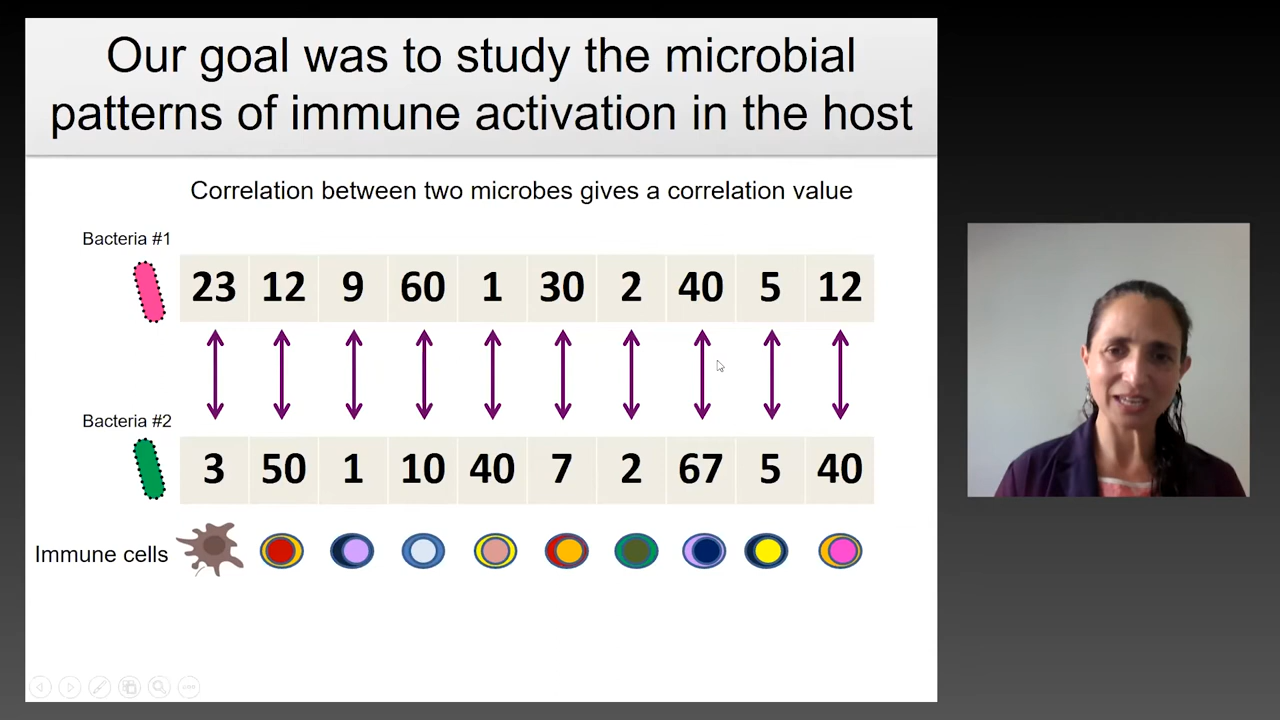 Our goal was to study the microbial
patterns of immune activation in the host
Correlation between two microbes gives a correlation value
Bacteria #1
23 12 9 60 1 30 2 40 5 12
Bacteria #2
3 50 1 10 40 7 2 67 5 40
Immune cells